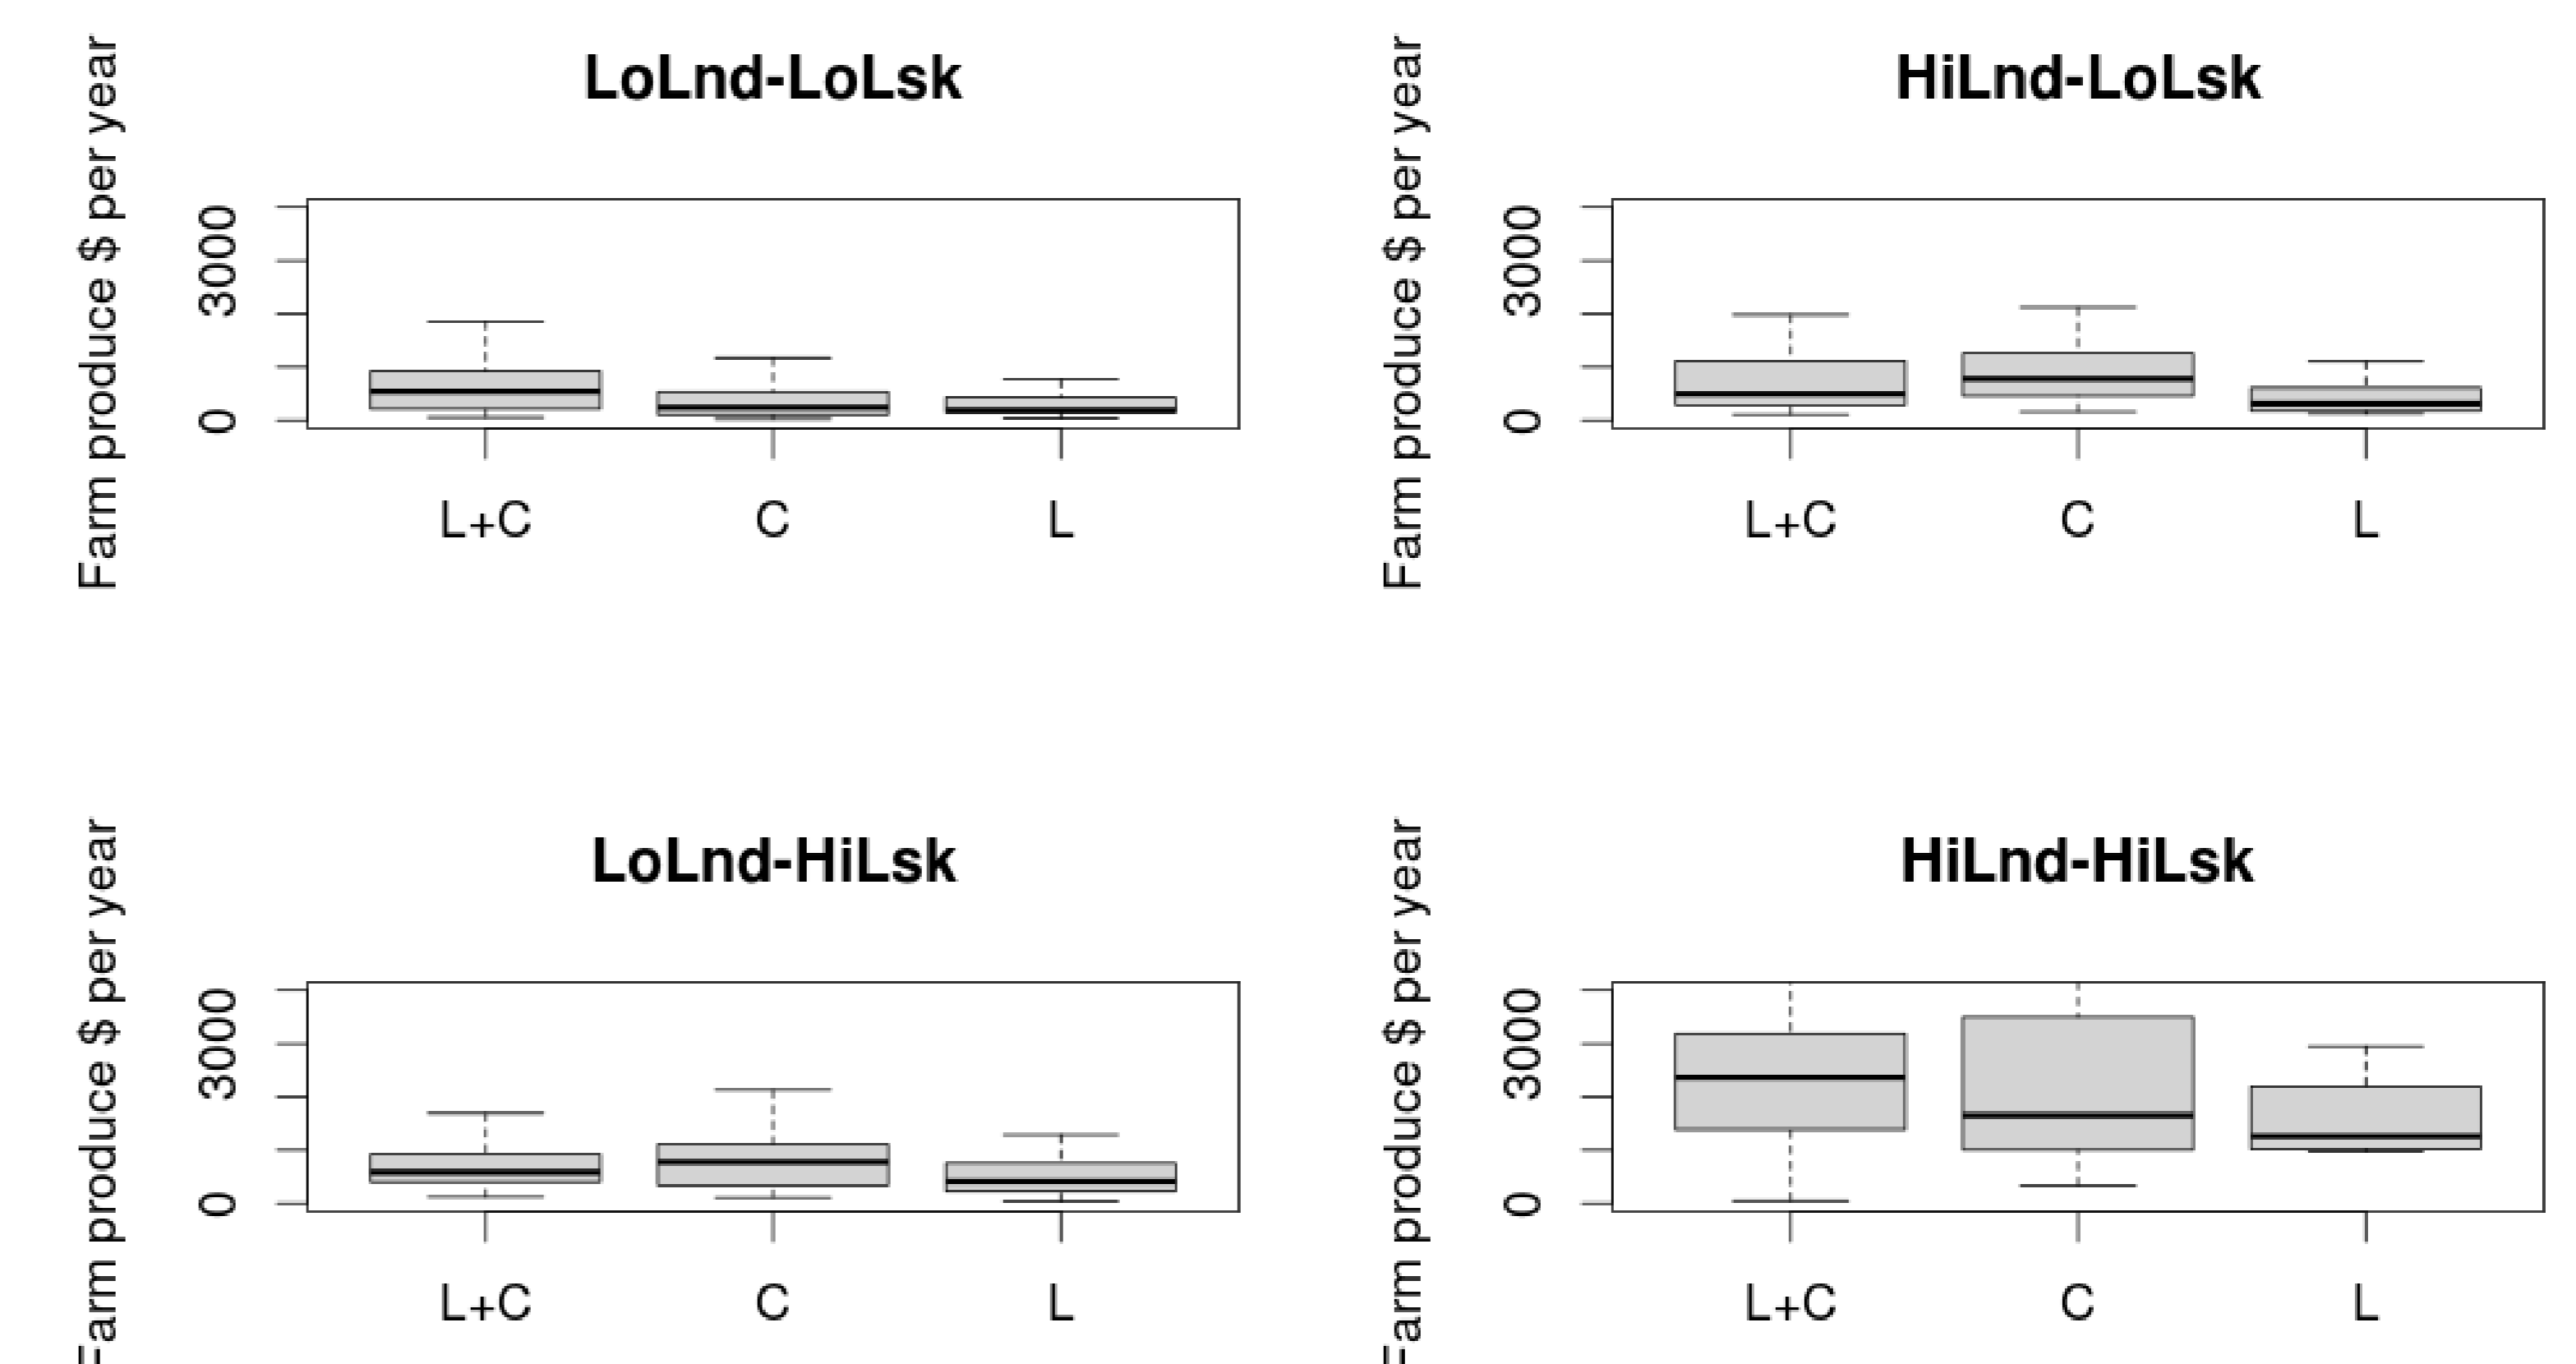 LoLnd-LoLsk
Farm produce $ per year
3000
0
L+C C L
HiLnd-LoLsk
Farm produce $ per year
3000
0
L+C C L
LoLnd-HiLsk
Farm produce $ per year
3000
0
L+C C L
HiLnd-HiLsk
Farm produce $ per year
3000
0
L+C C L